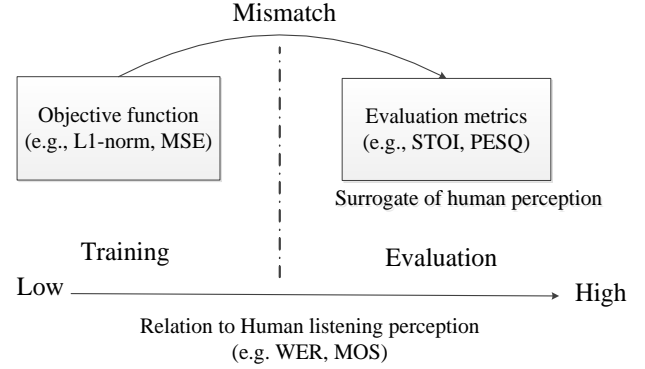 Mismatch
Objective function
(e.g., L1-norm, MSE)
Evaluation metrics
(e.g., STOI, PESQ)
Surrogate of human perception
Training
Evaluation
Low
High
Relation to Human listening perception
(e.g. WER, MOS)